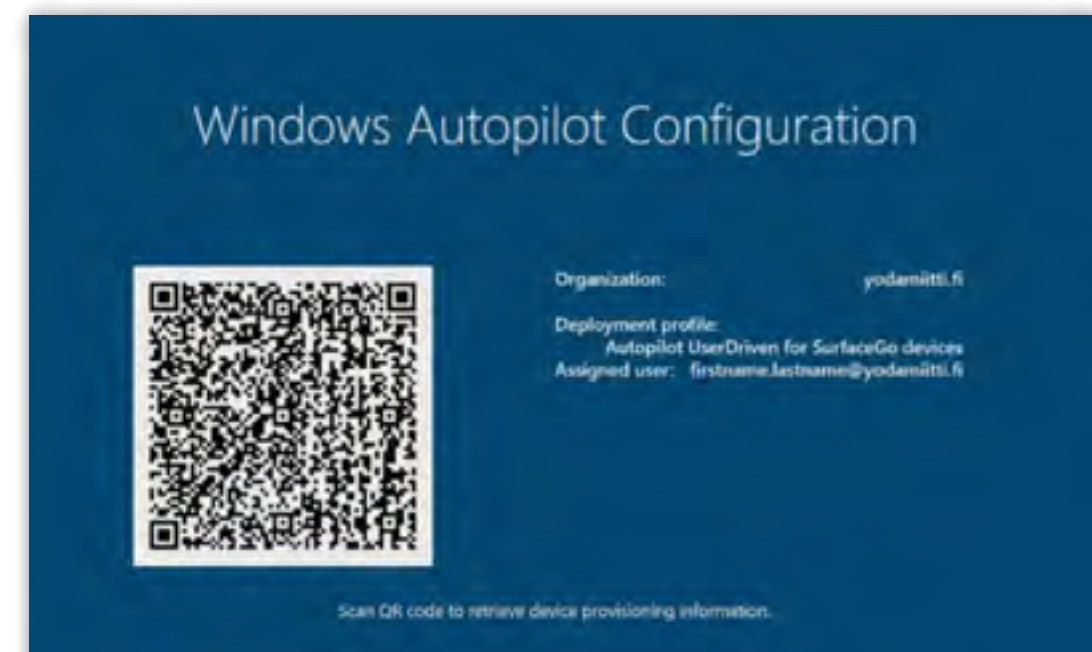 Windows Autopilot Configuration
Organization: yodamiitti.fi
Deployment profile:
Autopilot UserDriven for SurfaceGo devices
Assigned user: firstname.lastname@yodamiitti.fi
Scan QR code to retrieve device provisioning information.